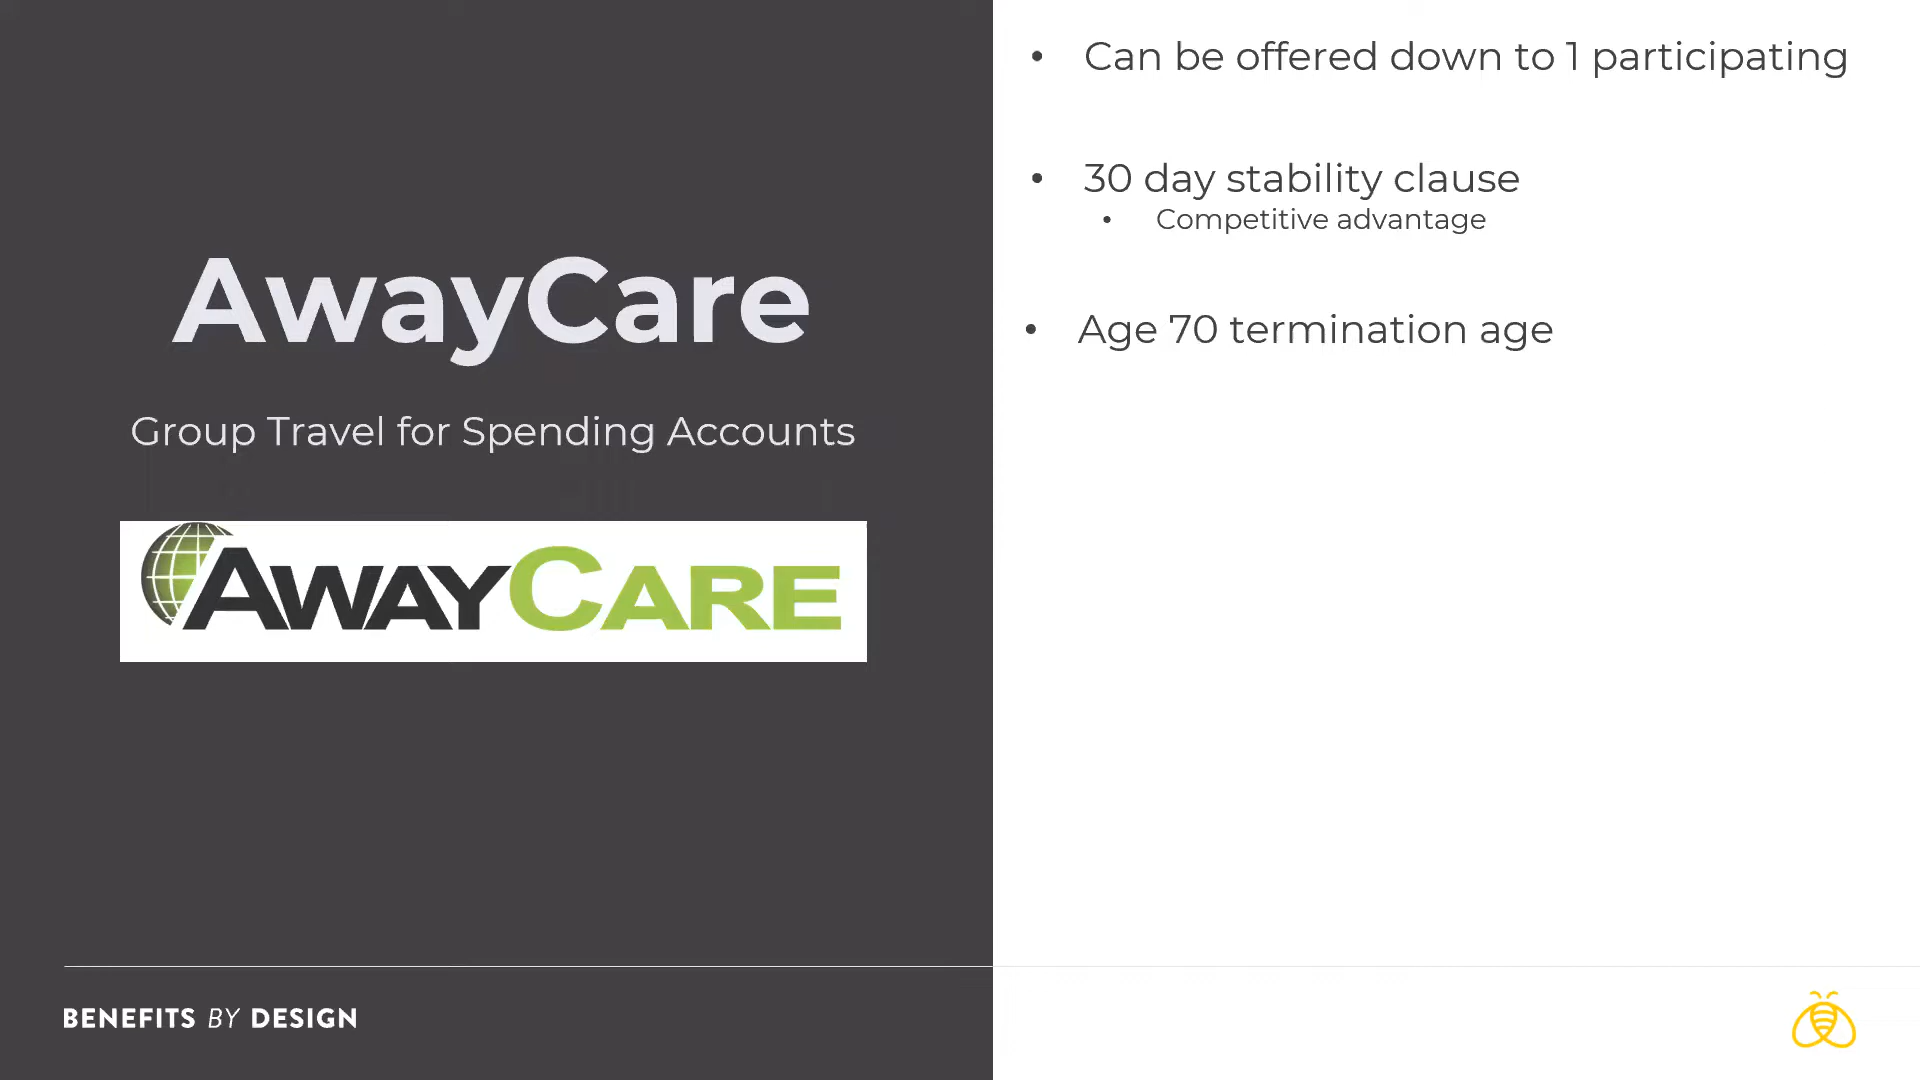 AwayCare
Group Travel for Spending Accounts
AWAYCARE
BENEFITS BY DESIGN
• Can be offered down to 1 participating
• 30 day stability clause
• Competitive advantage
• Age 70 termination age